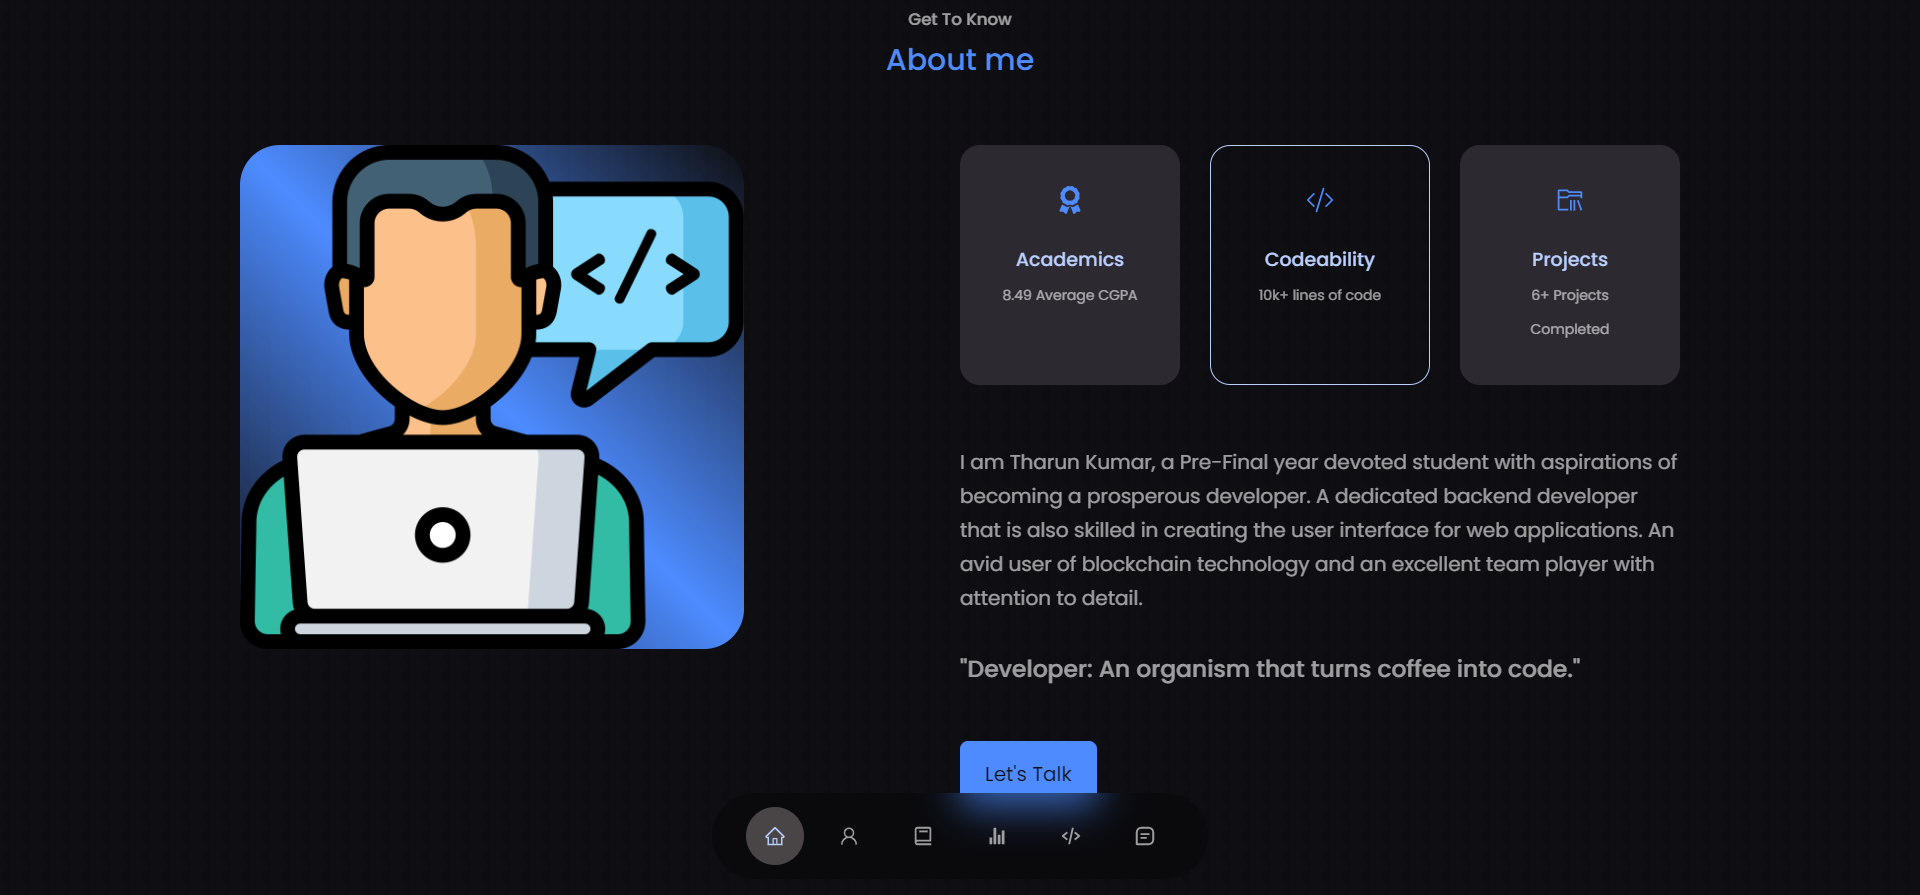 Get To Know
About me
</>
Academics
8.49 Average CGPA
Codeability
10k+ lines of code
Projects
6+ Projects
Completed
I am Tharun Kumar, a Pre-Final year devoted student with aspirations of
becoming a prosperous developer. A dedicated backend developer
that is also skilled in creating the user interface for web applications. An
avid user of blockchain technology and an excellent team player with
attention to detail.
"Developer: An organism that turns coffee into code."
Let's Talk